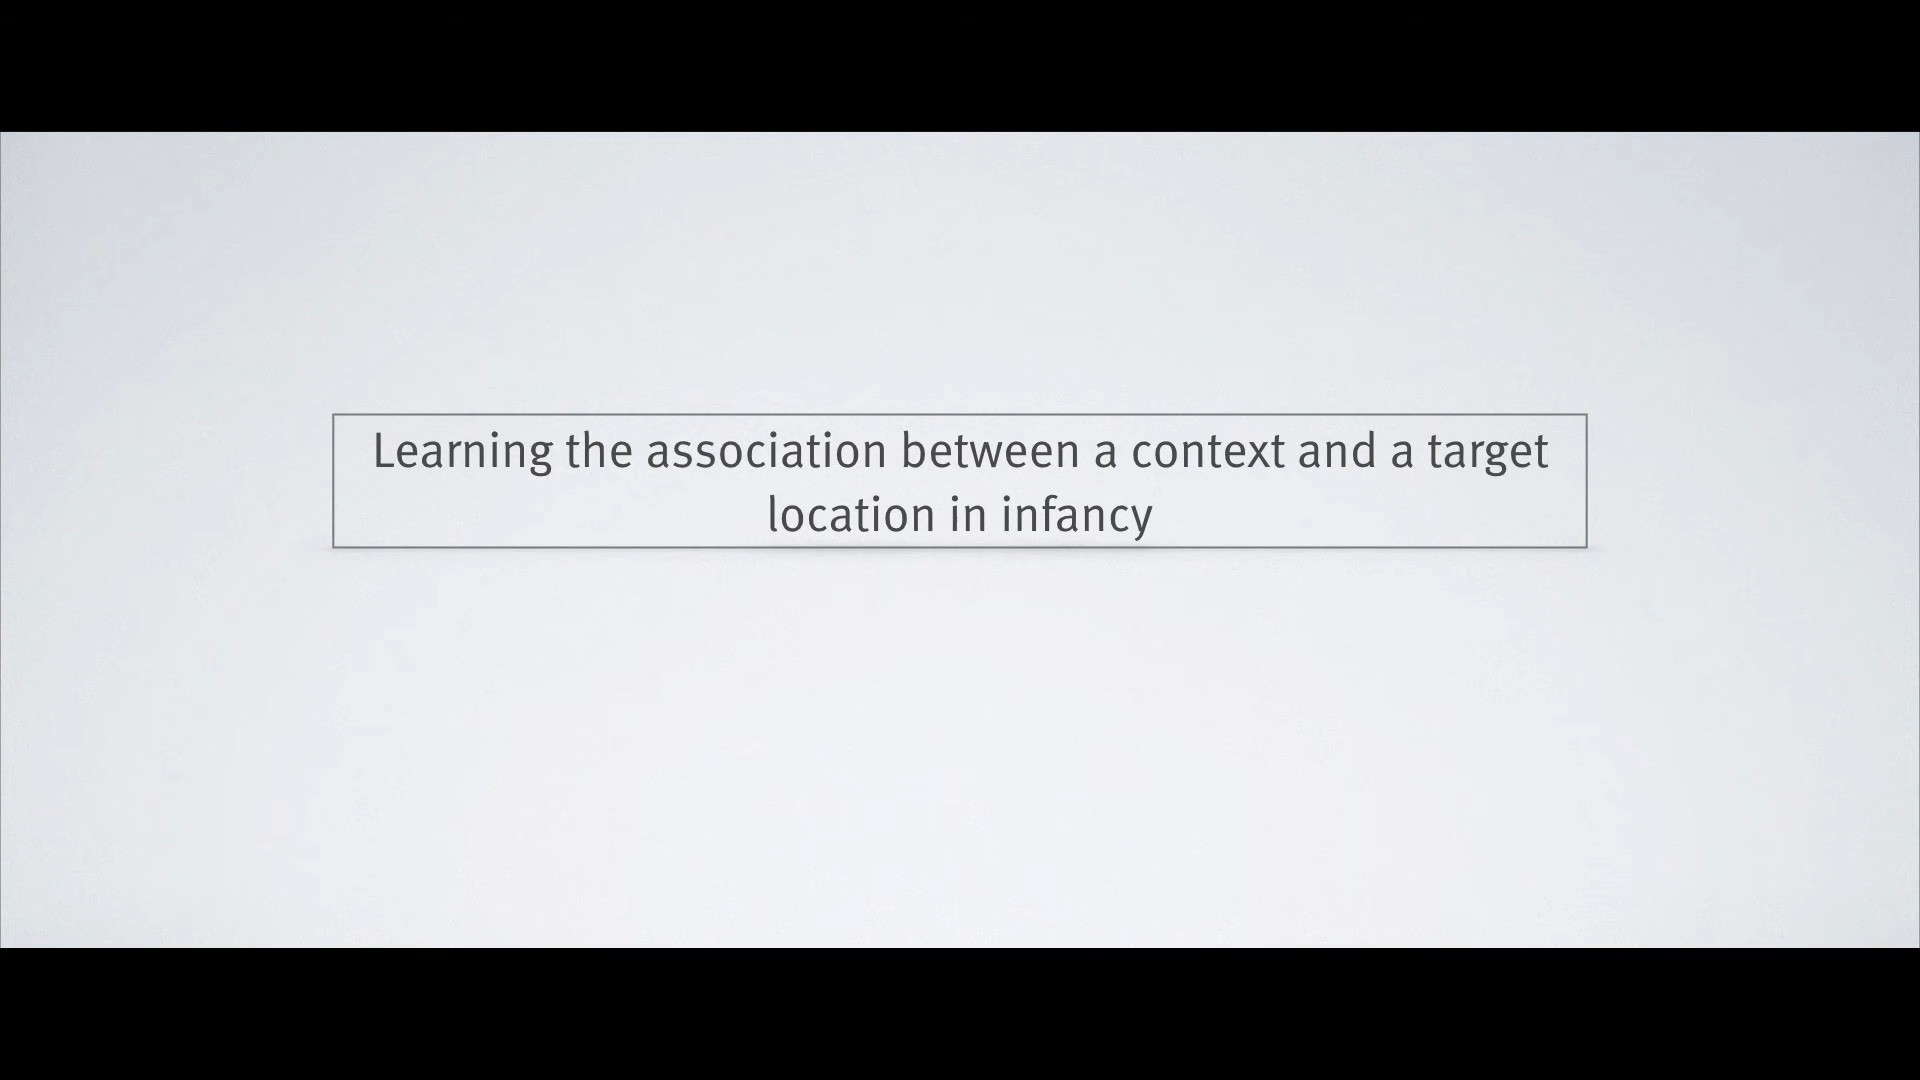 Learning the association between a context and a target
location in infancy